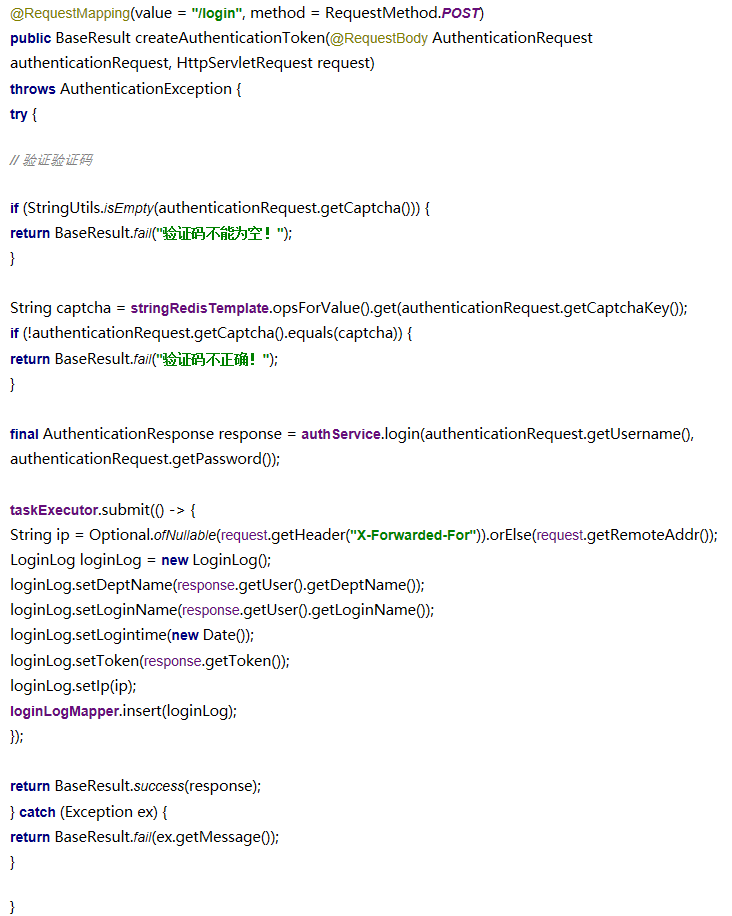 @RequestMapping(value = "/login", method = RequestMethod.POST)
public BaseResult createAuthenticationToken(@RequestBody AuthenticationRequest
authenticationRequest, HttpServletRequest request)
throws AuthenticationException {
try {
// 验证验证码
if (StringUtils.isEmpty(authenticationRequest.getCaptcha())) {
return BaseResult.fail("验证码不能为空！");
}
String captcha = stringRedisTemplate.opsForValue().get(authenticationRequest.getCaptchaKey());
if (!authenticationRequest.getCaptcha().equals(captcha)) {
return BaseResult.fail("验证码不正确！");
}
final AuthenticationResponse response = authService.login(authenticationRequest.getUsername(),
authenticationRequest.getPassword());
taskExecutor.submit(() -> {
String ip = Optional.ofNullable(request.getHeader("X-Forwarded-For")).orElse(request.getRemoteAddr());
LoginLog loginLog = new LoginLog();
loginLog.setDeptName(response.getUser().getDeptName());
loginLog.setLoginName(response.getUser().getLoginName());
loginLog.setLogintime(new Date());
loginLog.setToken(response.getToken());
loginLog.setIp(ip);
loginLogMapper.insert(loginLog);
});
return BaseResult.success(response);
} catch (Exception ex) {
return BaseResult.fail(ex.getMessage());
}
}